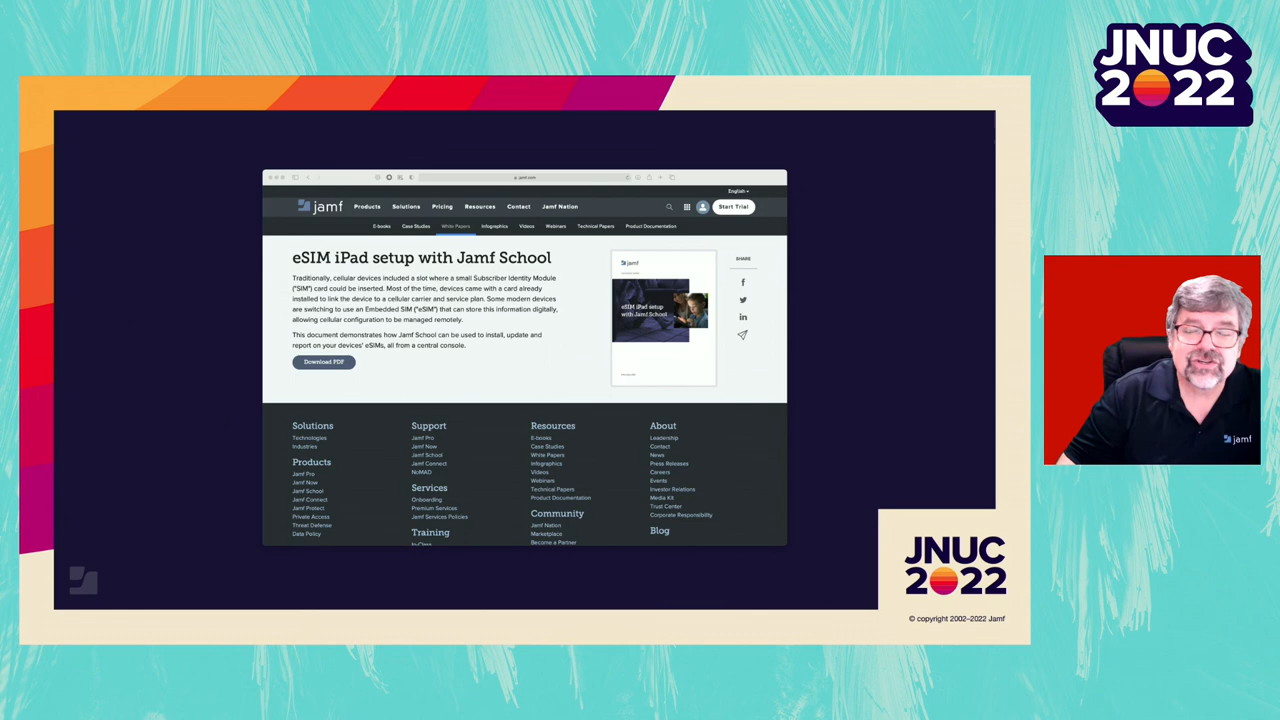 JNUC
2022
jamf.com
English
jamf
Products
Solutions
Pricing
Resources
Contact
Jamf Nation
Start Trial
E-books
Case Studies
White Papers
Infographics
Videos
Webinars
Technical Papers
Product Documentation
eSIM iPad setup with Jamf School
Traditionally, cellular devices included a slot where a small Subscriber Identity Module
("SIM") card could be inserted. Most of the time, devices came with a card already
installed to link the device to a cellular carrier and service plan. Some modern devices
are switching to use an Embedded SIM ("eSIM") that can store this information digitally,
allowing cellular configuration to be managed remotely.
This document demonstrates how Jamf School can be used to install, update and
report on your devices' eSIMs, all from a central console.
Download PDF
jamf
eSIM iPad setup
with Jamf School
SHARE
Solutions
Technologies
Industries
Products
Jamf Pro
Jamf Now
Jamf School
Jamf Connect
Jamf Protect
Private Access
Threat Defense
Data Policy
Support
Jamf Pro
Jamf Now
Jamf School
Jamf Connect
NoMAD
Services
Onboarding
Premium Services
Jamf Services Policies
Training
In-Class
Resources
E-books
Case Studies
White Papers
Infographics
Videos
Webinars
Technical Papers
Product Documentation
Community
Jamf Nation
Marketplace
Become a Partner
About
Leadership
Contact
News
Press Releases
Careers
Events
Investor Relations
Media Kit
Trust Center
Corporate Responsibility
Blog
jamf
JNUC
2022
© copyright 2002–2022 Jamf